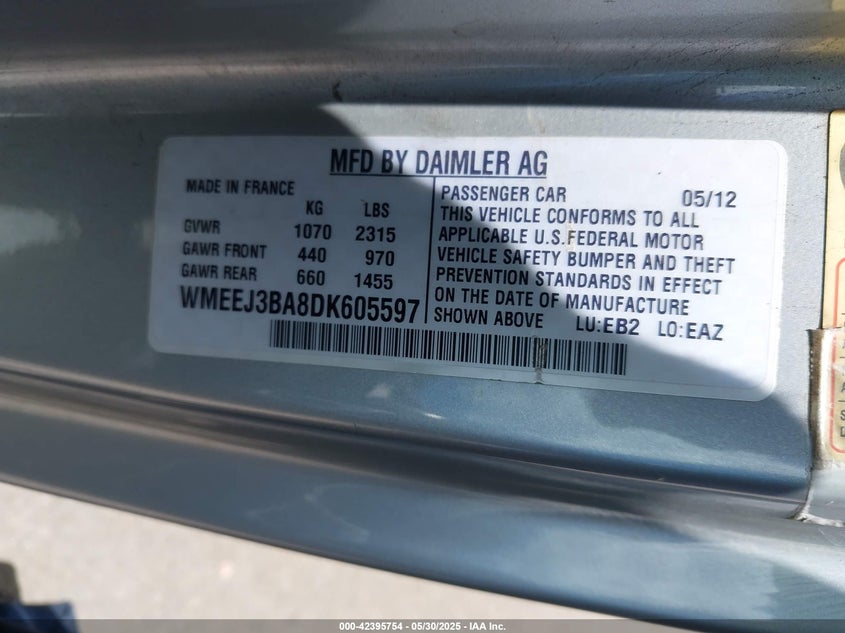 MFD BY DAIMLER AG
MADE IN FRANCE
KG LBS
GVWR 1070 2315
GAWR FRONT 440 970
GAWR REAR 660 1455
WMEEJ3BA8DK605597
PASSENGER CAR 05/12
THIS VEHICLE CONFORMS TO ALL
APPLICABLE U.S.FEDERAL MOTOR
VEHICLE SAFETY BUMPER AND THEFT
PREVENTION STANDARDS IN EFFECT
ON THE DATE OF MANUFACTURE
SHOWN ABOVE LU:EB2 LO:EAZ
000-42395754 — 05/30/2025 — IAA Inc.